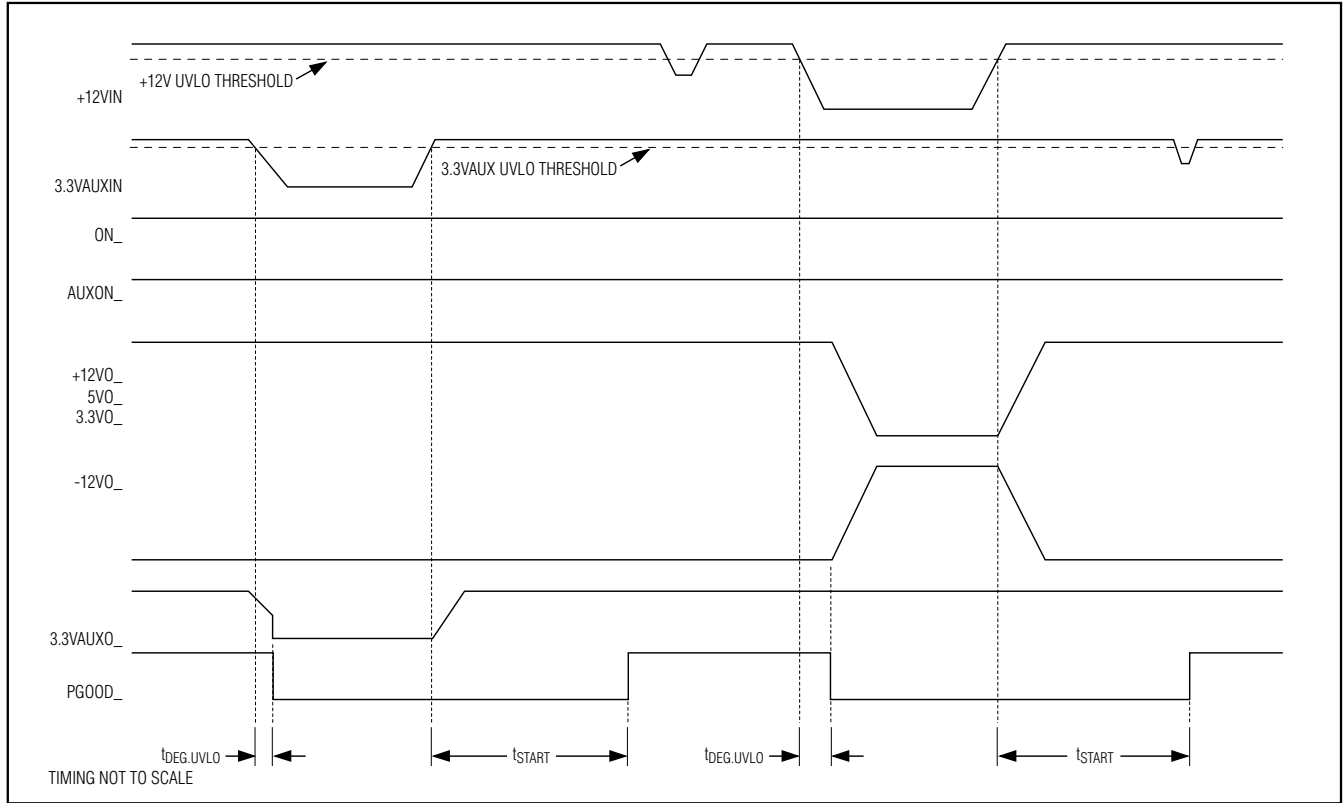 +12V UVLO THRESHOLD
+12VIN
3.3VAUX UVLO THRESHOLD
3.3VAUXIN
ON_
AUXON_
+12VO_
5VO_
3.3VO_
-12VO_
3.3VAUXO_
PGOOD_
tDEG.UVLO tSTART tDEG.UVLO tSTART
TIMING NOT TO SCALE